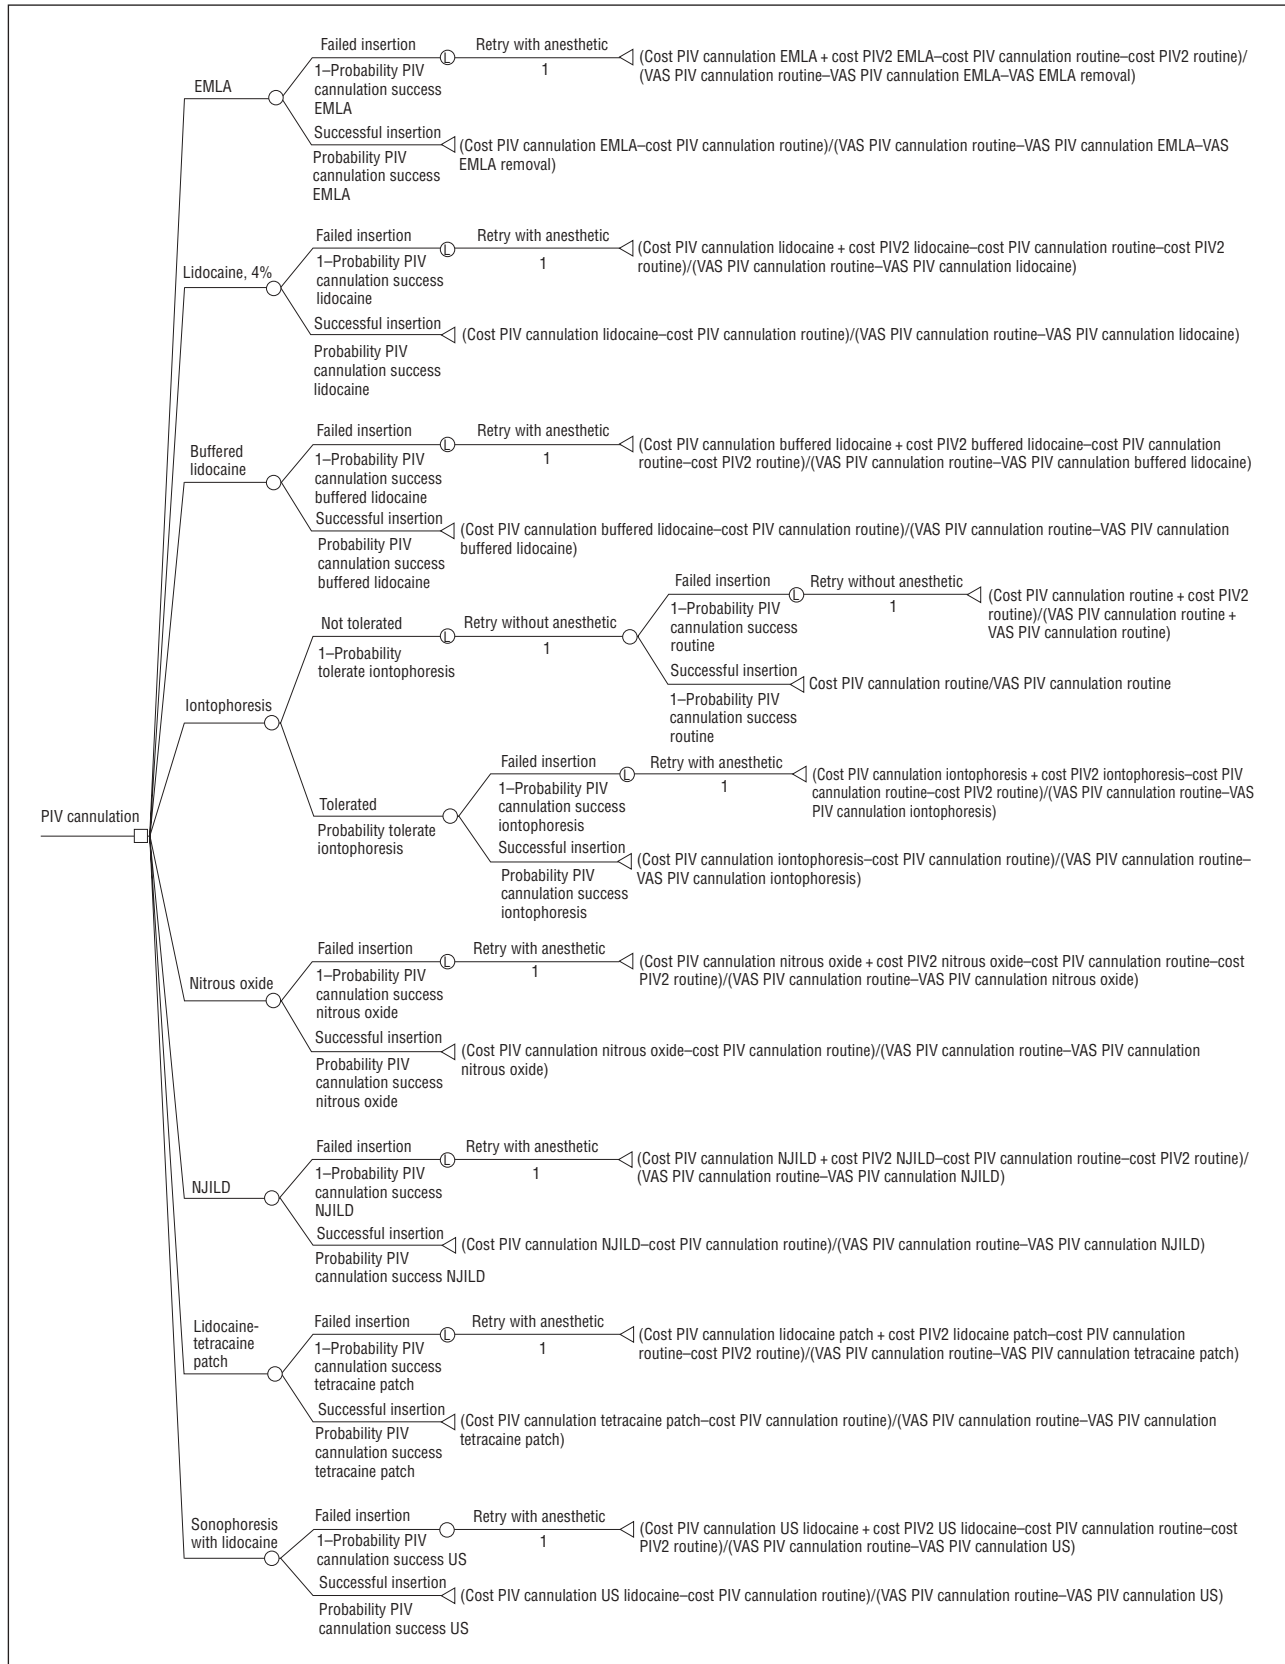 Failed insertion
L
Retry with anesthetic
(Cost PIV cannulation EMLA + cost PIV2 EMLA–cost PIV cannulation routine–cost PIV2 routine)/
(VAS PIV cannulation routine–VAS PIV cannulation EMLA–VAS EMLA removal)
1–Probability PIV
cannulation success
EMLA
1
EMLA
Successful insertion
(Cost PIV cannulation EMLA–cost PIV cannulation routine)/(VAS PIV cannulation routine–VAS PIV cannulation EMLA–VAS
EMLA removal)
Probability PIV
cannulation success
EMLA
Failed insertion
L
Retry with anesthetic
(Cost PIV cannulation lidocaine + cost PIV2 lidocaine–cost PIV cannulation routine–cost PIV2
routine)/(VAS PIV cannulation routine–VAS PIV cannulation lidocaine)
1–Probability PIV
cannulation success
lidocaine
1
Lidocaine, 4%
Successful insertion
(Cost PIV cannulation lidocaine–cost PIV cannulation routine)/(VAS PIV cannulation routine–VAS PIV cannulation lidocaine)
Probability PIV
cannulation success
lidocaine
Failed insertion
L
Retry with anesthetic
(Cost PIV cannulation buffered lidocaine + cost PIV2 buffered lidocaine–cost PIV cannulation
routine–cost PIV2 routine)/(VAS PIV cannulation routine–VAS PIV cannulation buffered lidocaine)
1–Probability PIV
cannulation success
buffered lidocaine
1
Buffered
lidocaine
Successful insertion
(Cost PIV cannulation buffered lidocaine–cost PIV cannulation routine)/(VAS PIV cannulation routine–VAS PIV cannulation
buffered lidocaine)
Probability PIV
cannulation success
buffered lidocaine
Failed insertion
L
Retry without anesthetic
(Cost PIV cannulation routine + cost PIV2
routine)/(VAS PIV cannulation routine +
VAS PIV cannulation routine)
1–Probability PIV
cannulation success
routine
1
Not tolerated
L
Retry without anesthetic
1–Probability
tolerate iontophoresis
1
Successful insertion
Cost PIV cannulation routine/VAS PIV cannulation routine
1–Probability PIV
cannulation success
routine
Iontophoresis
Failed insertion
L
Retry with anesthetic
(Cost PIV cannulation iontophoresis + cost PIV2 iontophoresis–cost PIV
cannulation routine–cost PIV2 routine)/(VAS PIV cannulation routine–VAS
PIV cannulation iontophoresis)
1–Probability PIV
cannulation success
iontophoresis
1
Tolerated
Probability tolerate
iontophoresis
Successful insertion
(Cost PIV cannulation iontophoresis–cost PIV cannulation routine)/(VAS PIV cannulation routine–
VAS PIV cannulation iontophoresis)
Probability PIV
cannulation success
iontophoresis
PIV cannulation
Failed insertion
L
Retry with anesthetic
(Cost PIV cannulation nitrous oxide + cost PIV2 nitrous oxide–cost PIV cannulation routine–cost
PIV2 routine)/(VAS PIV cannulation routine–VAS PIV cannulation nitrous oxide)
1–Probability PIV
cannulation success
nitrous oxide
1
Nitrous oxide
Successful insertion
(Cost PIV cannulation nitrous oxide–cost PIV cannulation routine)/(VAS PIV cannulation routine–VAS PIV cannulation
nitrous oxide)
Probability PIV
cannulation success
nitrous oxide
Failed insertion
L
Retry with anesthetic
(Cost PIV cannulation NJILD + cost PIV2 NJILD–cost PIV cannulation routine–cost PIV2 routine)/
(VAS PIV cannulation routine–VAS PIV cannulation NJILD)
1–Probability PIV
cannulation success
NJILD
1
NJILD
Successful insertion
(Cost PIV cannulation NJILD–cost PIV cannulation routine)/(VAS PIV cannulation routine–VAS PIV cannulation NJILD)
Probability PIV
cannulation success NJILD
Failed insertion
L
Retry with anesthetic
(Cost PIV cannulation lidocaine patch + cost PIV2 lidocaine patch–cost PIV cannulation
routine–cost PIV2 routine)/(VAS PIV cannulation routine–VAS PIV cannulation tetracaine patch)
1–Probability PIV
cannulation success
tetracaine patch
1
Lidocaine-
tetracaine
patch
Successful insertion
(Cost PIV cannulation tetracaine patch–cost PIV cannulation routine)/(VAS PIV cannulation routine–VAS PIV cannulation
tetracaine patch)
Probability PIV
cannulation success
tetracaine patch
Failed insertion
Retry with anesthetic
(Cost PIV cannulation US lidocaine + cost PIV2 US lidocaine–cost PIV cannulation routine–cost
PIV2 routine)/(VAS PIV cannulation routine–VAS PIV cannulation US)
1–Probability PIV
cannulation success US
1
Sonophoresis
with lidocaine
Successful insertion
(Cost PIV cannulation US lidocaine–cost PIV cannulation routine)/(VAS PIV cannulation routine–VAS PIV cannulation US)
Probability PIV
cannulation success US